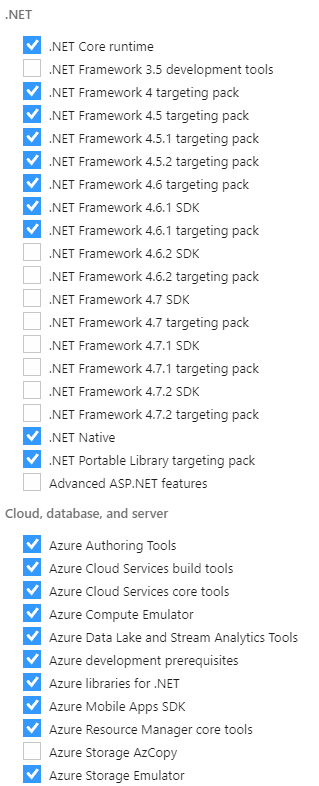 .NET
.NET Core runtime
.NET Framework 3.5 development tools
.NET Framework 4 targeting pack
.NET Framework 4.5 targeting pack
.NET Framework 4.5.1 targeting pack
.NET Framework 4.5.2 targeting pack
.NET Framework 4.6 targeting pack
.NET Framework 4.6.1 SDK
.NET Framework 4.6.1 targeting pack
.NET Framework 4.6.2 SDK
.NET Framework 4.6.2 targeting pack
.NET Framework 4.7 SDK
.NET Framework 4.7 targeting pack
.NET Framework 4.7.1 SDK
.NET Framework 4.7.1 targeting pack
.NET Framework 4.7.2 SDK
.NET Framework 4.7.2 targeting pack
.NET Native
.NET Portable Library targeting pack
Advanced ASP.NET features
Cloud, database, and server
Azure Authoring Tools
Azure Cloud Services build tools
Azure Cloud Services core tools
Azure Compute Emulator
Azure Data Lake and Stream Analytics Tools
Azure development prerequisites
Azure libraries for .NET
Azure Mobile Apps SDK
Azure Resource Manager core tools
Azure Storage AzCopy
Azure Storage Emulator